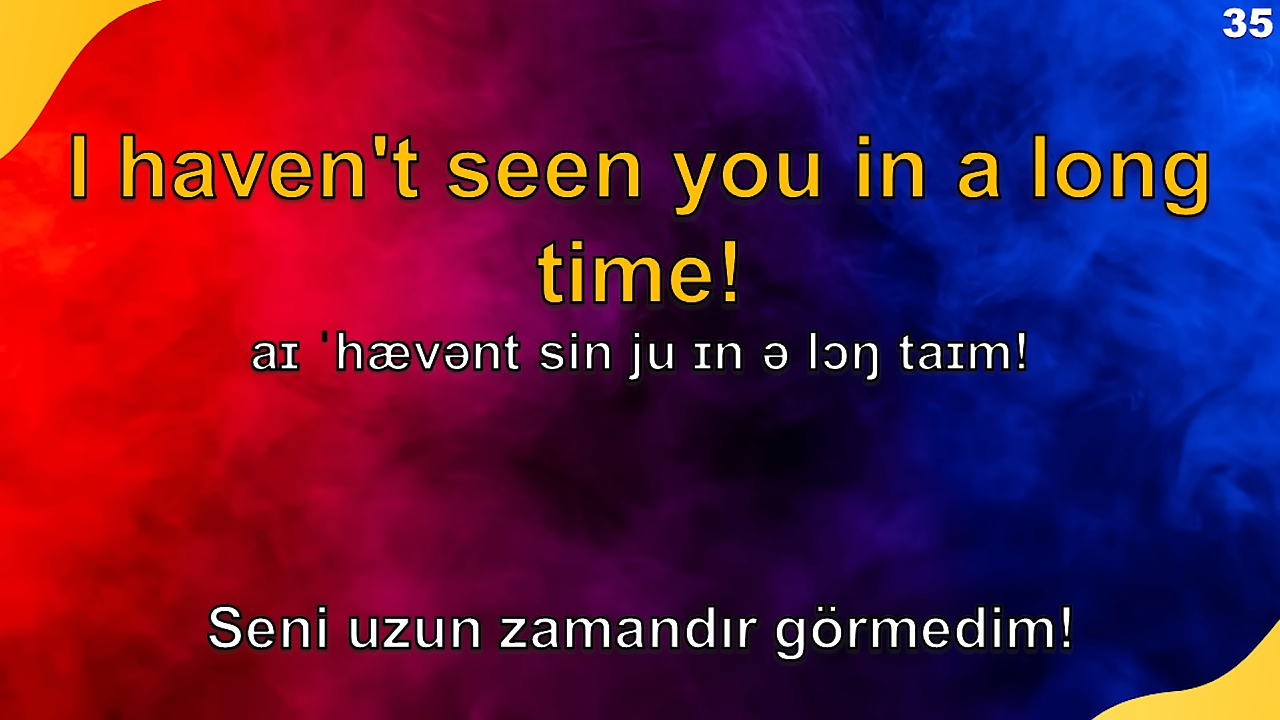 35
I haven't seen you in a long
time!
aɪ ˈhævənt sin ju ɪn ə lɔŋ taɪm!
Seni uzun zamandır görmedim!